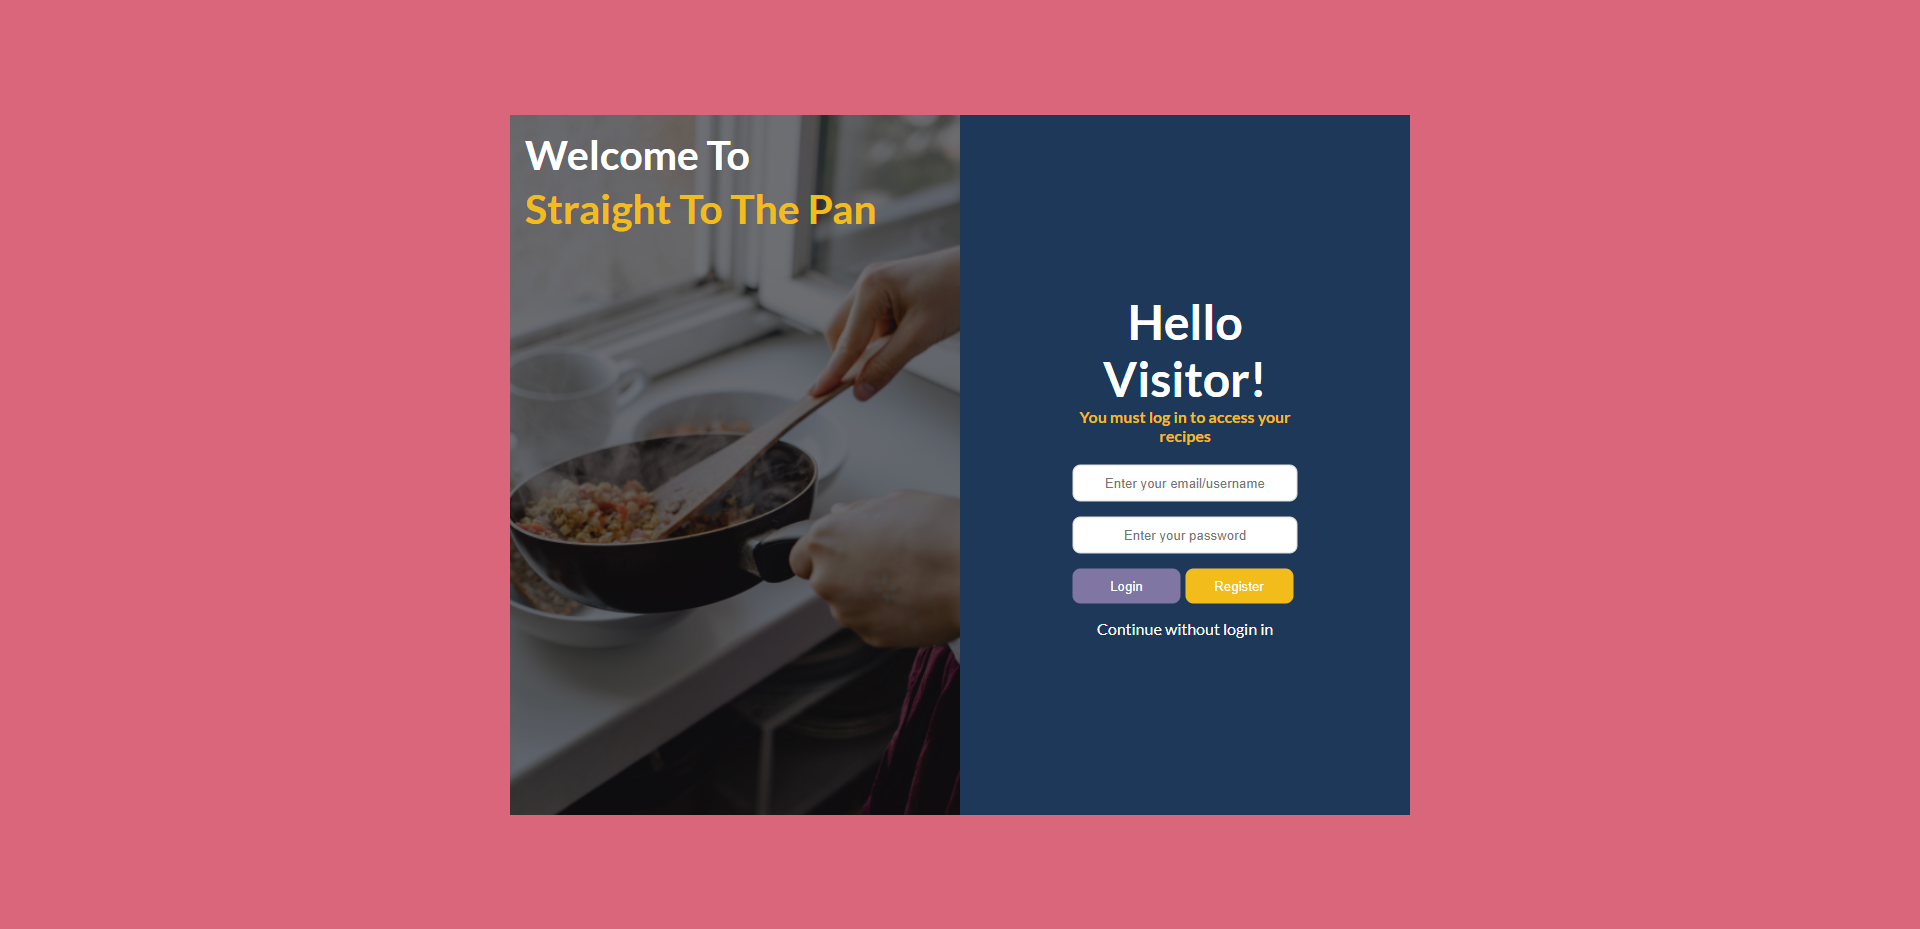 Welcome To
Straight To The Pan
Hello
Visitor!
You must log in to access your
recipes
Enter your email/username
Enter your password
Login
Register
Continue without login in